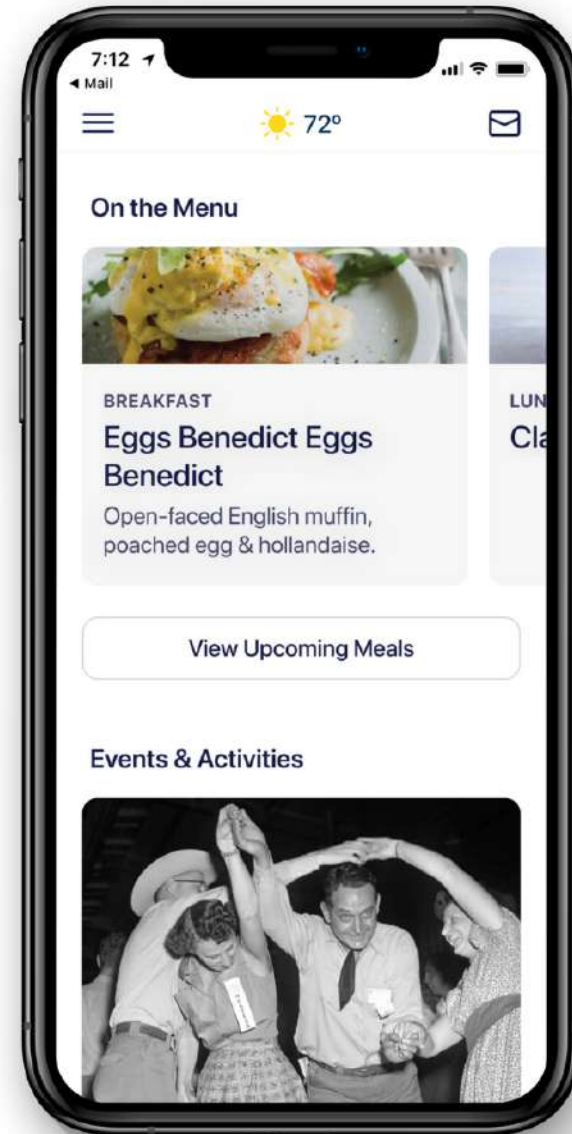 7:12
◀ Mail
72°
On the Menu
BREAKFAST
Eggs Benedict Eggs
Benedict
Open-faced English muffin,
poached egg & hollandaise.
LUN
Cla
View Upcoming Meals
Events & Activities